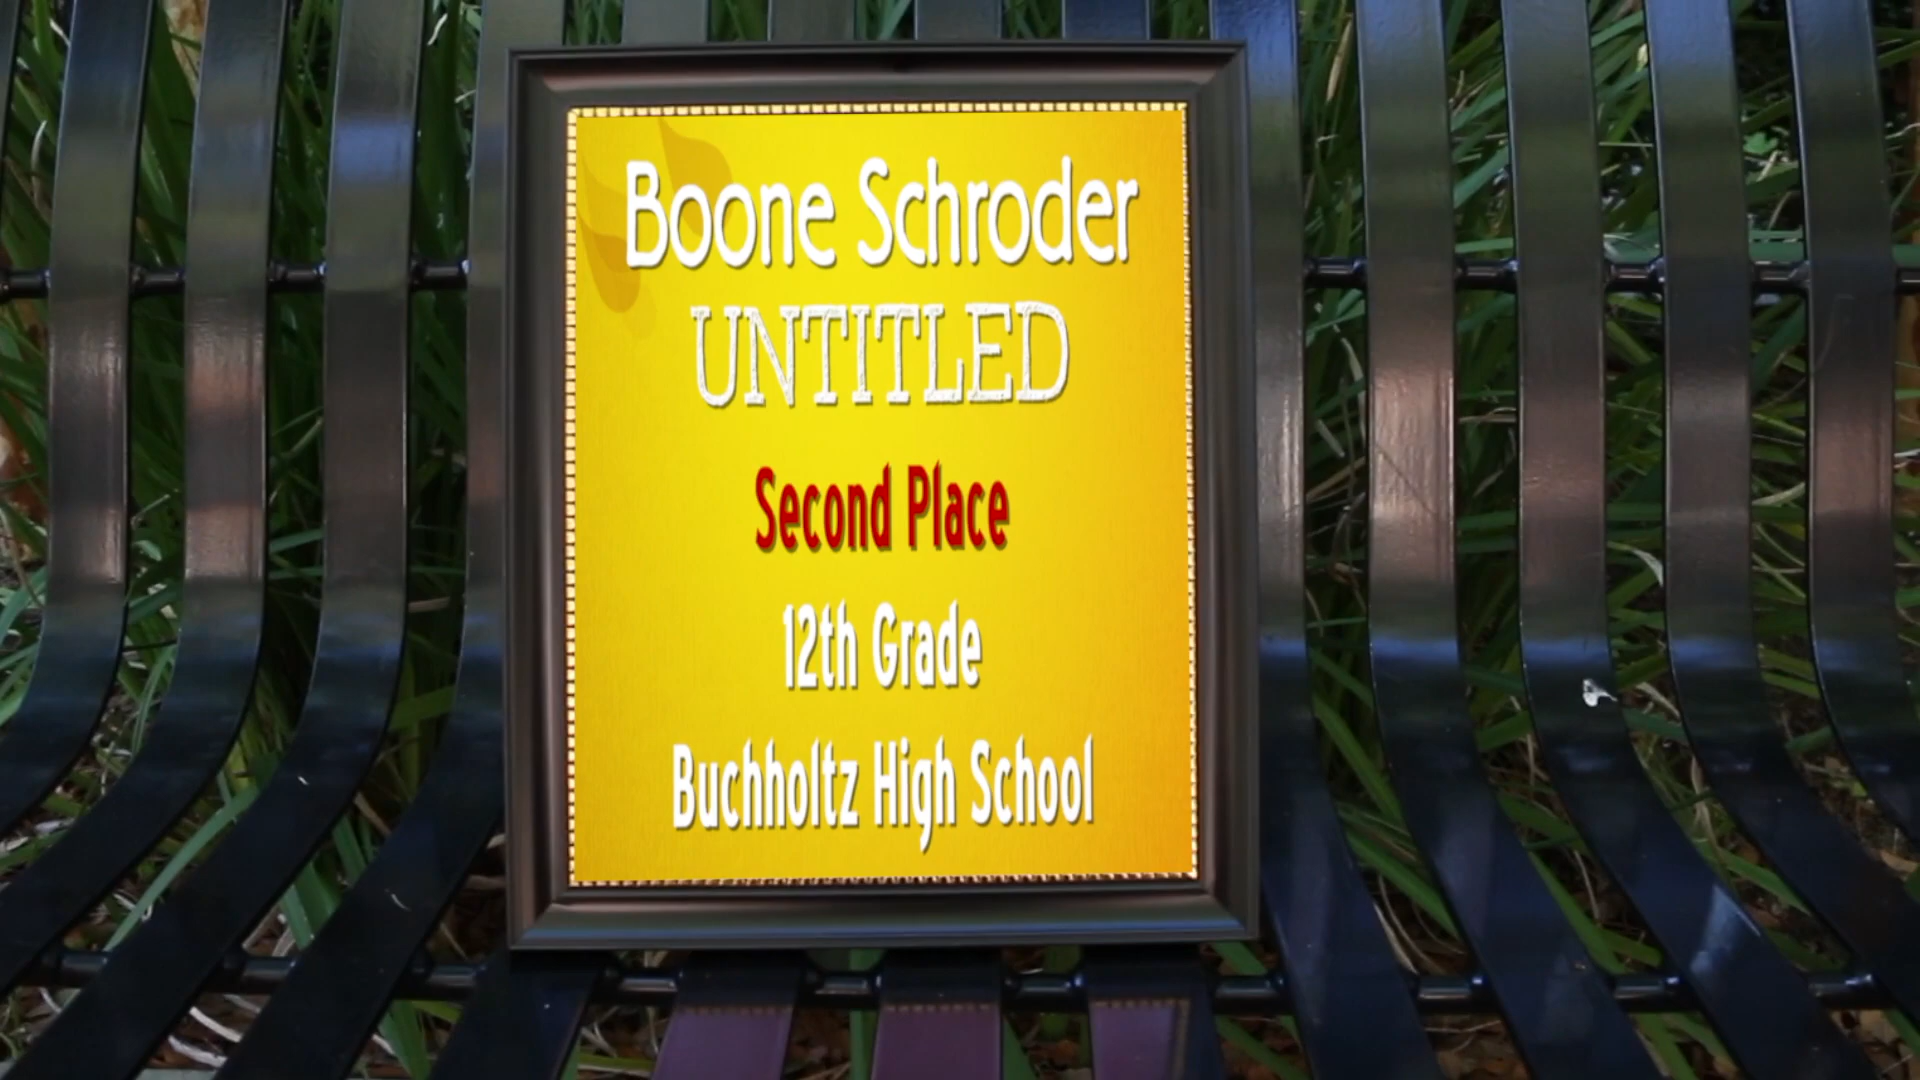 Boone Schroder
UNTITLED
Second Place
12th Grade
Buchholtz High School